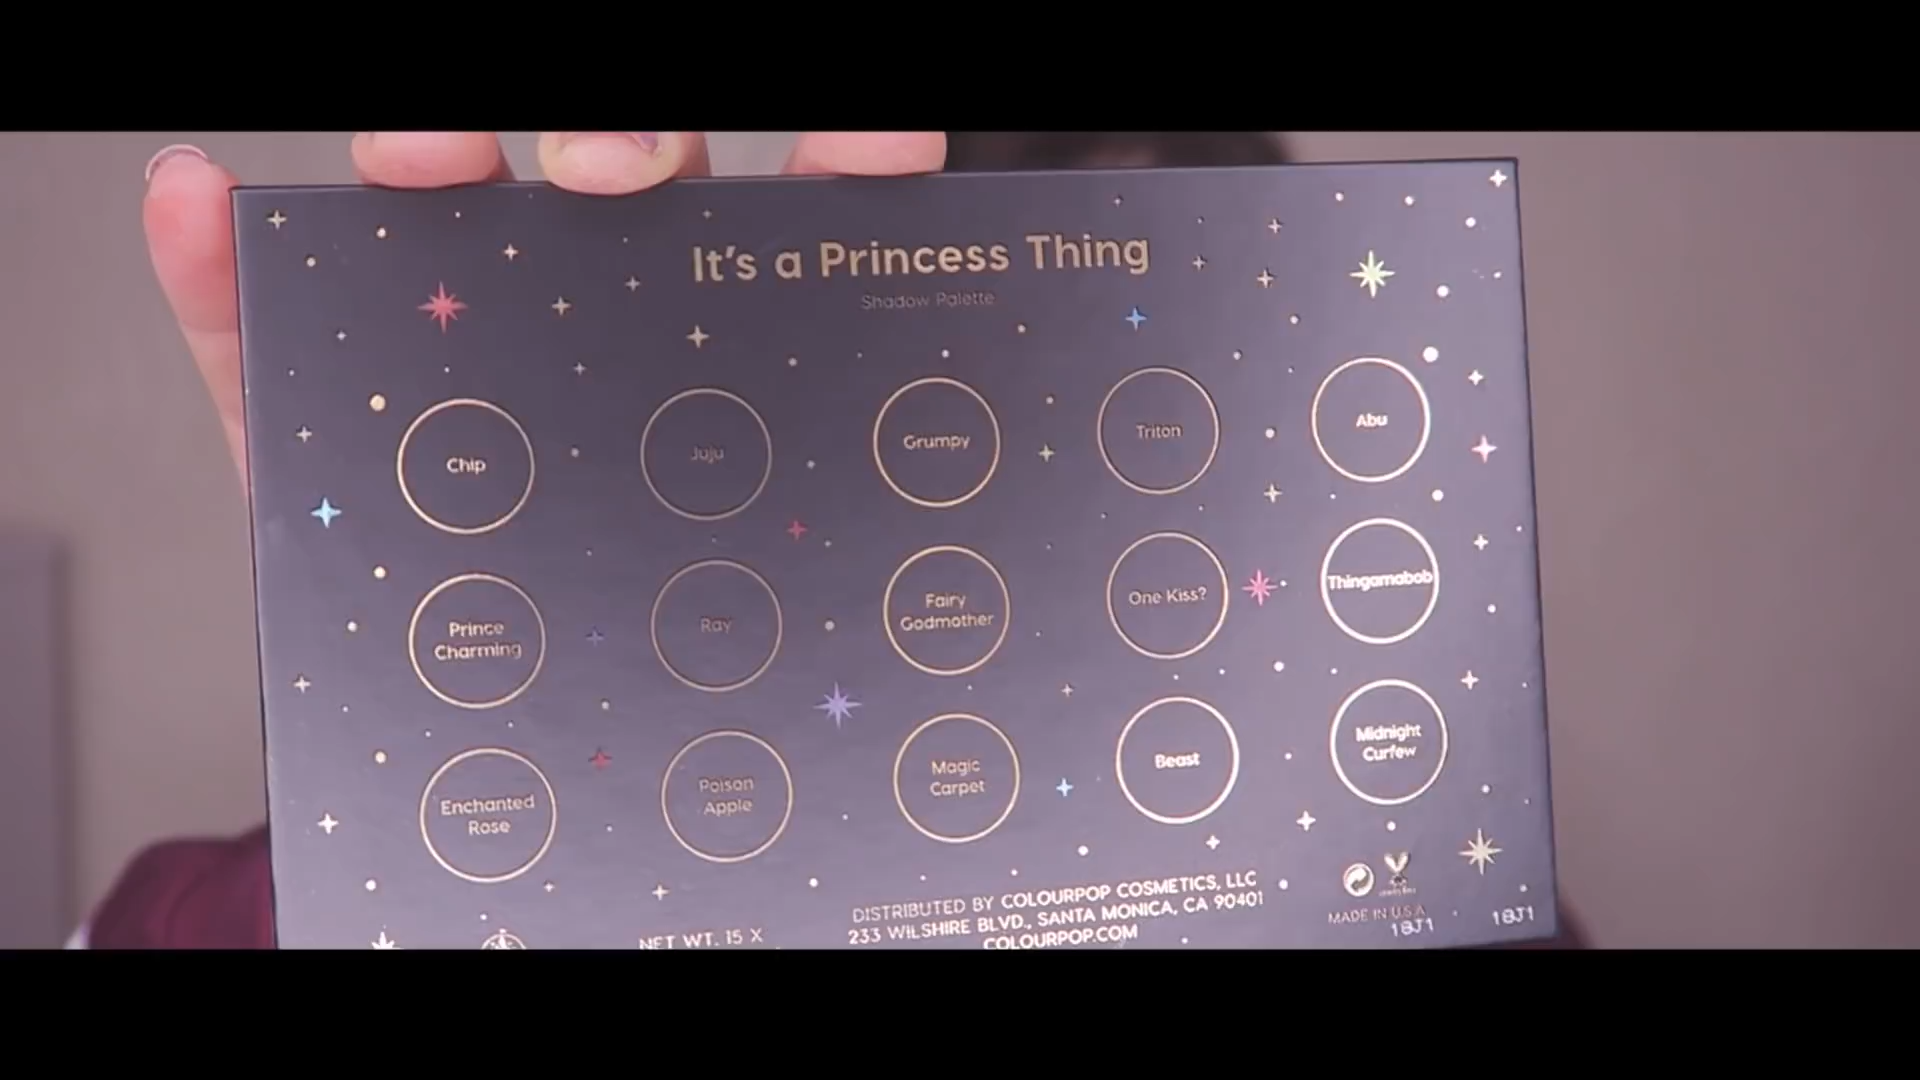 It's a Princess Thing
Shadow Palette
Chip
Juju
Grumpy
Triton
Abu
Prince
Charming
Ray
Fairy
Godmother
One Kiss?
Thingamabob
Enchanted
Rose
Poison
Apple
Magic
Carpet
Beast
Midnight
Curfew
NET WT. 15 X
DISTRIBUTED BY COLOURPOP COSMETICS, LLC
233 WILSHIRE BLVD., SANTA MONICA, CA 90401
COLOURPOP.COM
MADE IN U.S.A
18J1
18J1